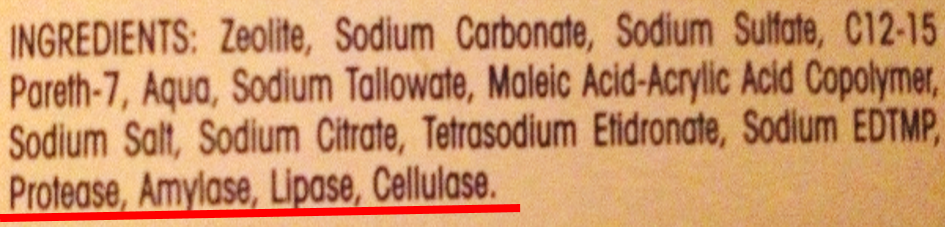 INGREDIENTS: Zeolite, Sodium Carbonate, Sodium Sulfate, C12-15
Pareth-7, Aqua, Sodium Tallowate, Maleic Acid-Acrylic Acid Copolymer,
Sodium Salt, Sodium Citrate, Tetrasodium Etidronate, Sodium EDTMP,
Protease, Amylase, Lipase, Cellulase.